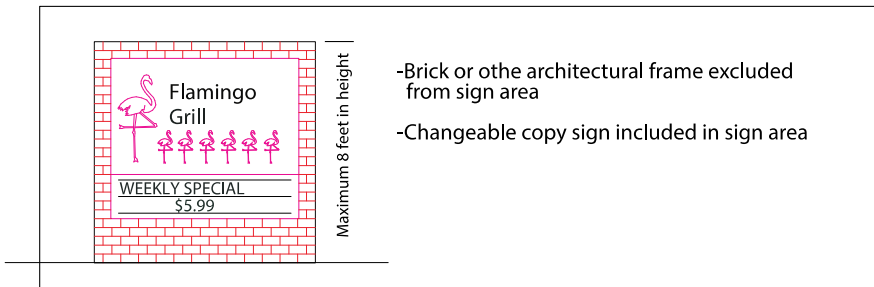 Flamingo
Grill
WEEKLY SPECIAL
$5.99
Maximum 8 feet in height
-Brick or othe architectural frame excluded
from sign area
-Changeable copy sign included in sign area